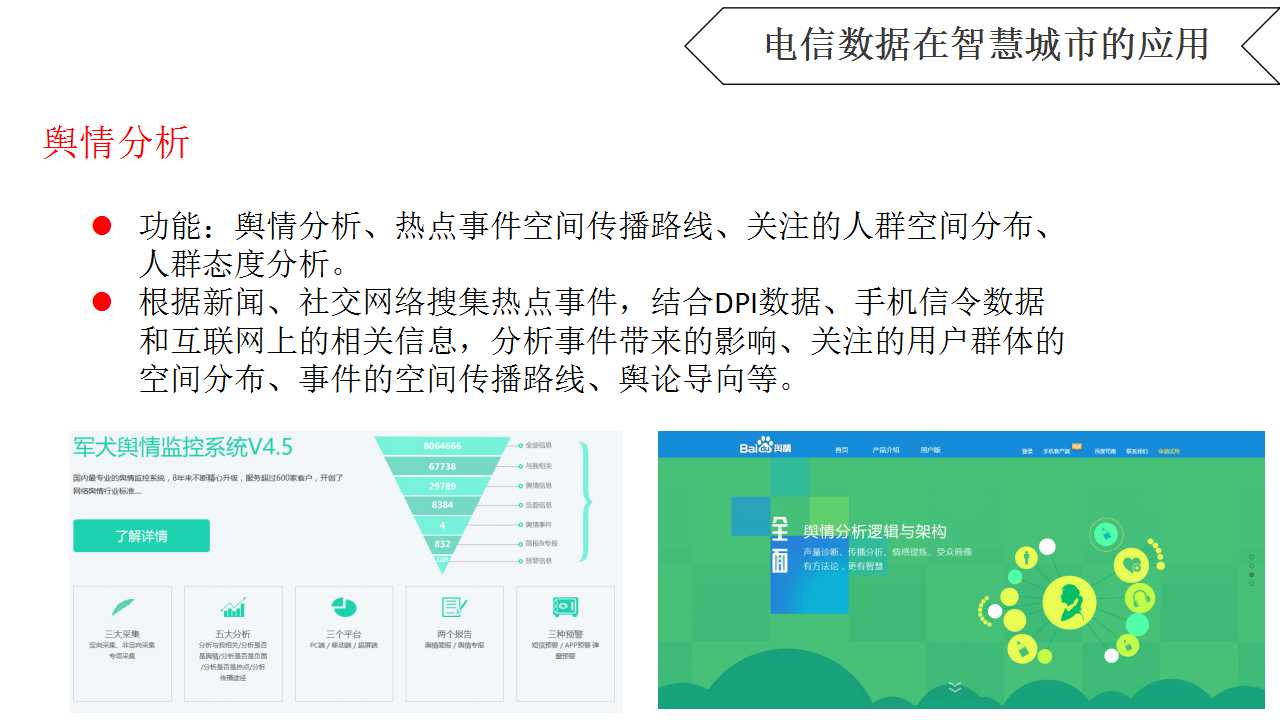 电信数据在智慧城市的应用
舆情分析
功能：舆情分析、热点事件空间传播路线、关注的人群空间分布、
人群态度分析。
根据新闻、社交网络搜集热点事件，结合DPI数据、手机信令数据
和互联网上的相关信息，分析事件带来的影响、关注的用户群体的
空间分布、事件的空间传播路线、舆论导向等。
军犬舆情监控系统V4.5
国内最专业的舆情监控系统，8年来不断精心升级，服务超过600家客户，开创了
网络舆情行业标准...
了解详情
8064666 全部信息
67738 与我相关
29789 舆情信息
8384 负面信息
4 舆情事件
832 简报&专报
预警信息
三大采集
定向采集、非定向采集
专项采集
五大分析
分析与我相关/分析是否
是舆情/分析是否是负面
/分析是否是热点/分析
传播途径
三个平台
PC端 / 移动端 / 超屏端
两个报告
舆情简报 / 舆情专报
三种预警
短信预警 / APP预警 弹
窗预警
Bai du 舆情
首页 产品介绍 用户版
登录 手机客户端 百度司南 联系我们 申请试用
全面
舆情分析逻辑与架构
声量诊断、传播分析、情感提炼、受众画像
有方法论，更有智慧